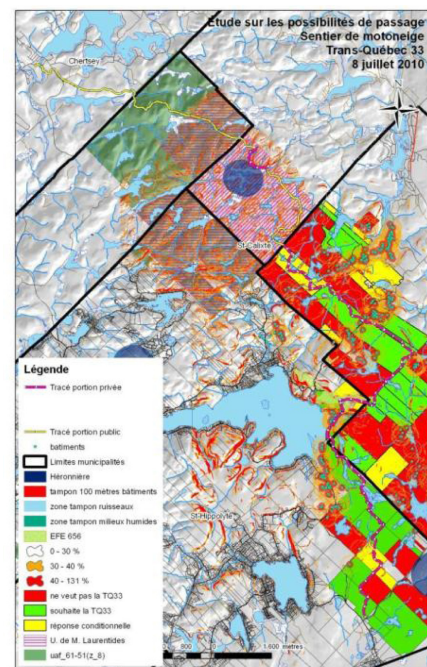 Étude sur les possibilités de passage
Sentier de motoneige
Trans-Québec 33
8 juillet 2010
Chertsey
St-Calixte
St-Hippolyte
Légende
Tracé portion privée
Tracé portion public
batiments
Limites municipalités
Héronnière
tampon 100 mètres bâtiments
zone tampon ruisseaux
zone tampon milieux humides
EFE 656
0 - 30 %
30 - 40 %
40 - 131 %
ne veut pas la TQ33
souhaite la TQ33
réponse conditionnelle
U. de M. Laurentides
uaf_61-51(z_8)
800 0 1 600 mètres